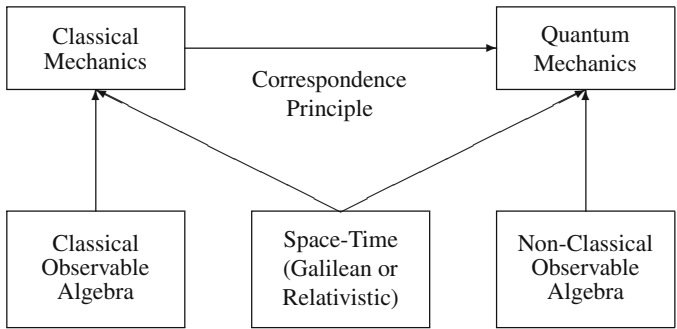 Classical
Mechanics
Quantum
Mechanics
Correspondence
Principle
Classical
Observable
Algebra
Space-Time
(Galilean or
Relativistic)
Non-Classical
Observable
Algebra